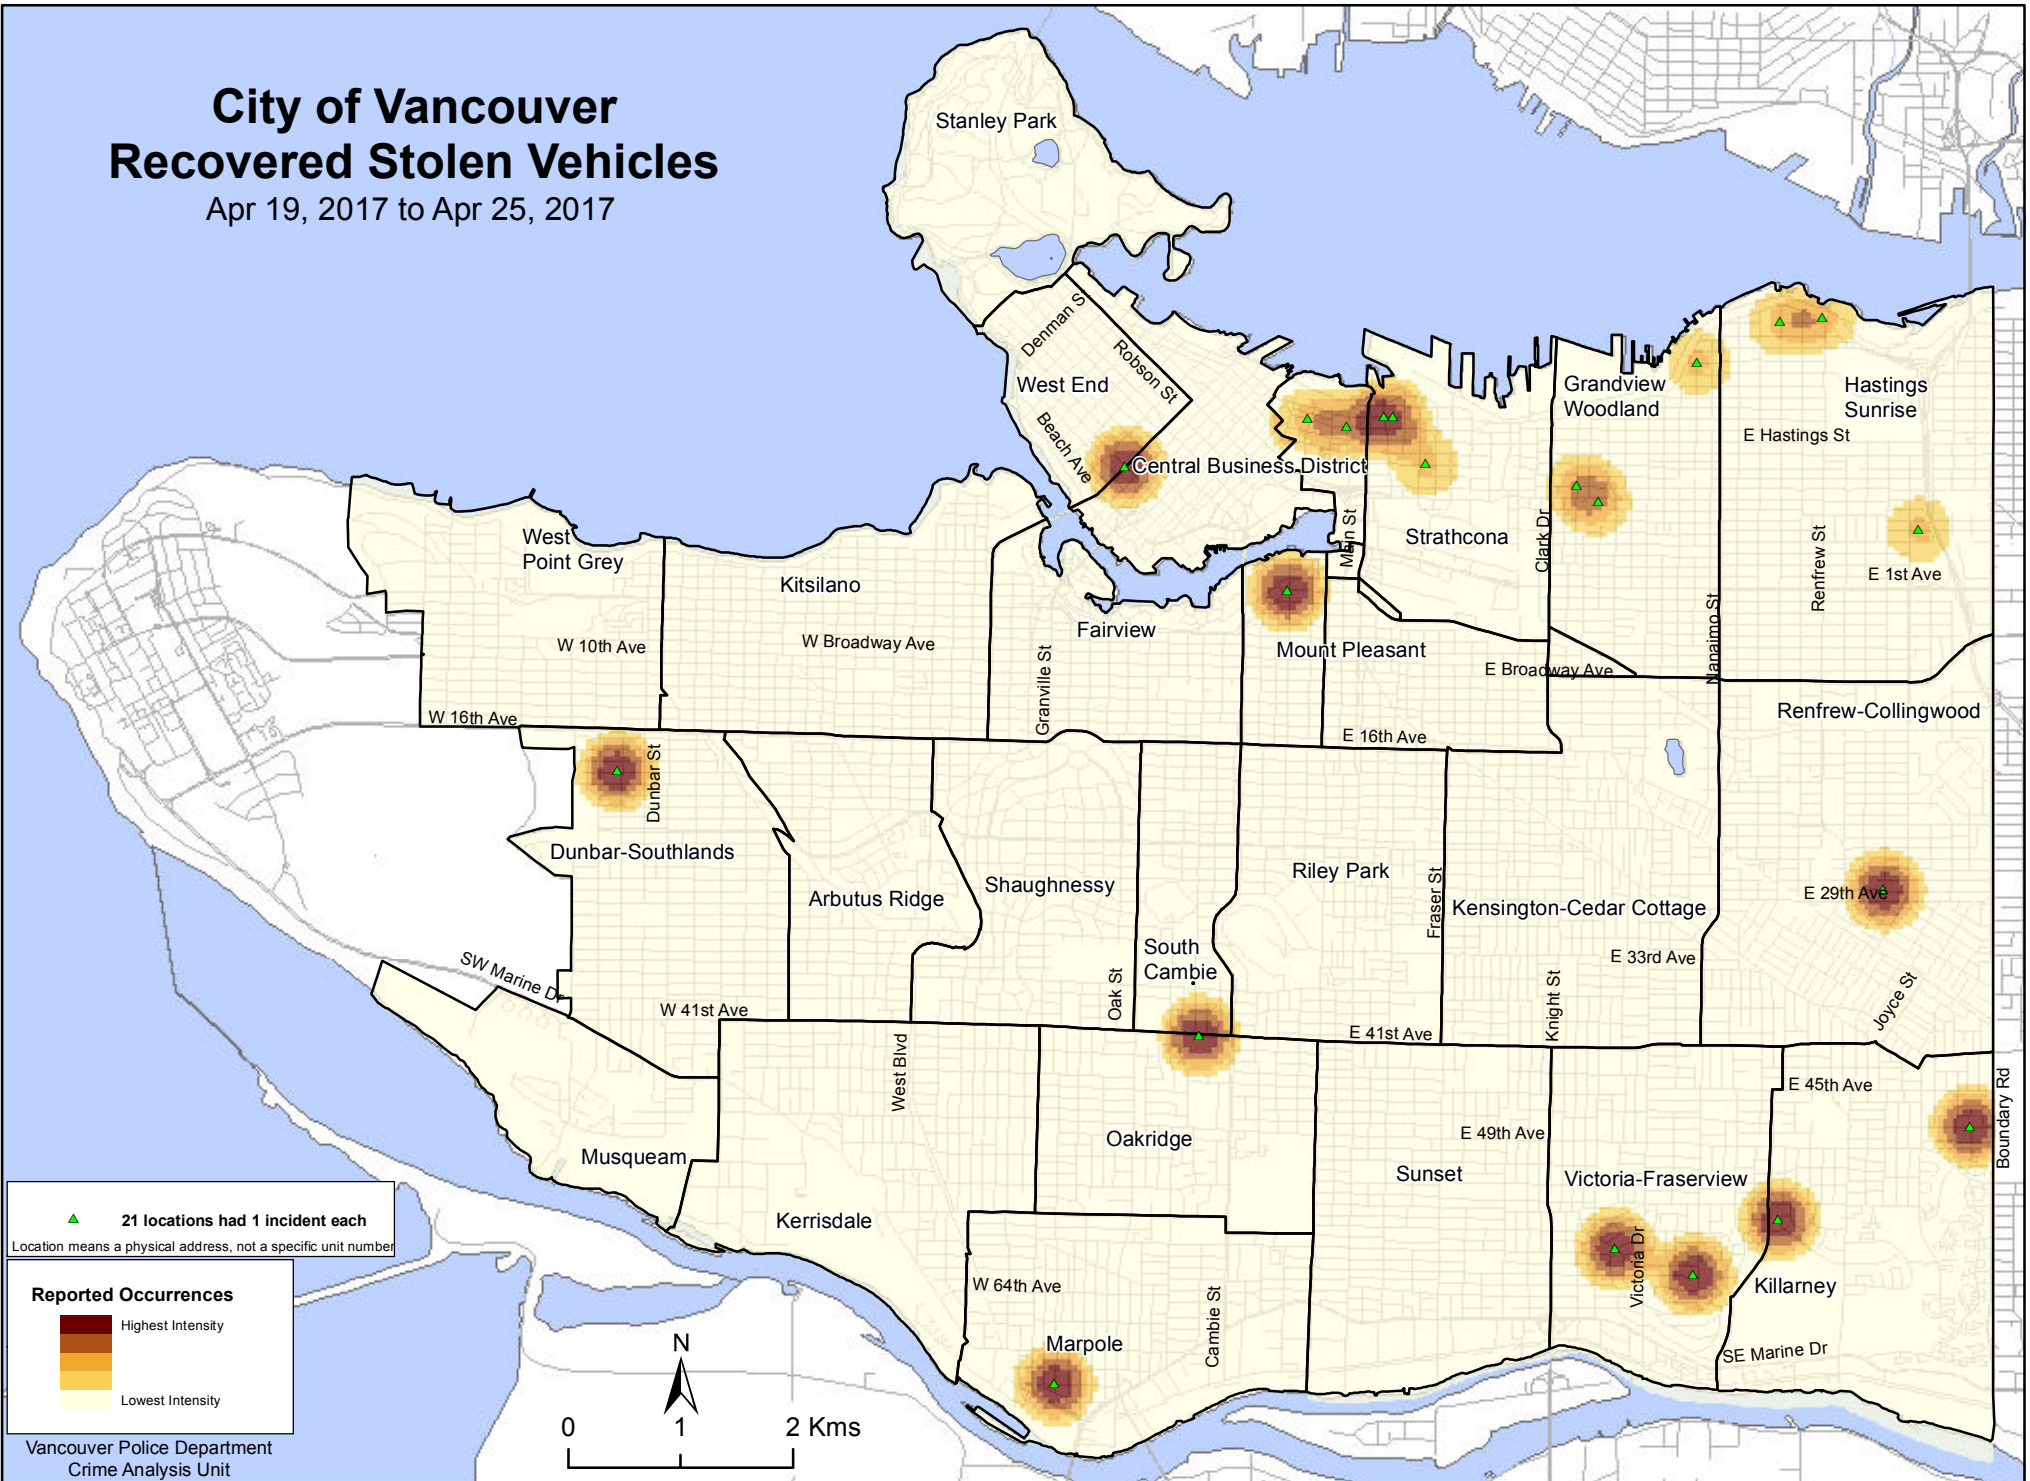 City of Vancouver
Recovered Stolen Vehicles
Apr 19, 2017 to Apr 25, 2017
Stanley Park
Denman S
Robson St
West End
Beach Ave
Central Business District
Grandview
Woodland
Hastings
Sunrise
E Hastings St
West
Point Grey
Kitsilano
Main St
Strathcona
Clark Dr
Renfrew St
E 1st Ave
W 10th Ave
W Broadway Ave
Fairview
Granville St
Mount Pleasant
E Broadway Ave
Nanaimo St
W 16th Ave
E 16th Ave
Renfrew-Collingwood
Dunbar St
Dunbar-Southlands
Arbutus Ridge
Shaughnessy
Riley Park
Fraser St
Kensington-Cedar Cottage
E 29th Ave
South
Cambie
E 33rd Ave
SW Marine Dr
W 41st Ave
Oak St
E 41st Ave
Knight St
Joyce St
West Blvd
E 45th Ave
Boundary Rd
Musqueam
Oakridge
E 49th Ave
Sunset
Victoria-Fraserview
Kerrisdale
Victoria Dr
Killarney
W 64th Ave
Cambie St
Marpole
SE Marine Dr
21 locations had 1 incident each
Location means a physical address, not a specific unit number
Reported Occurrences
Highest Intensity
Lowest Intensity
N
0 1 2 Kms
Vancouver Police Department
Crime Analysis Unit